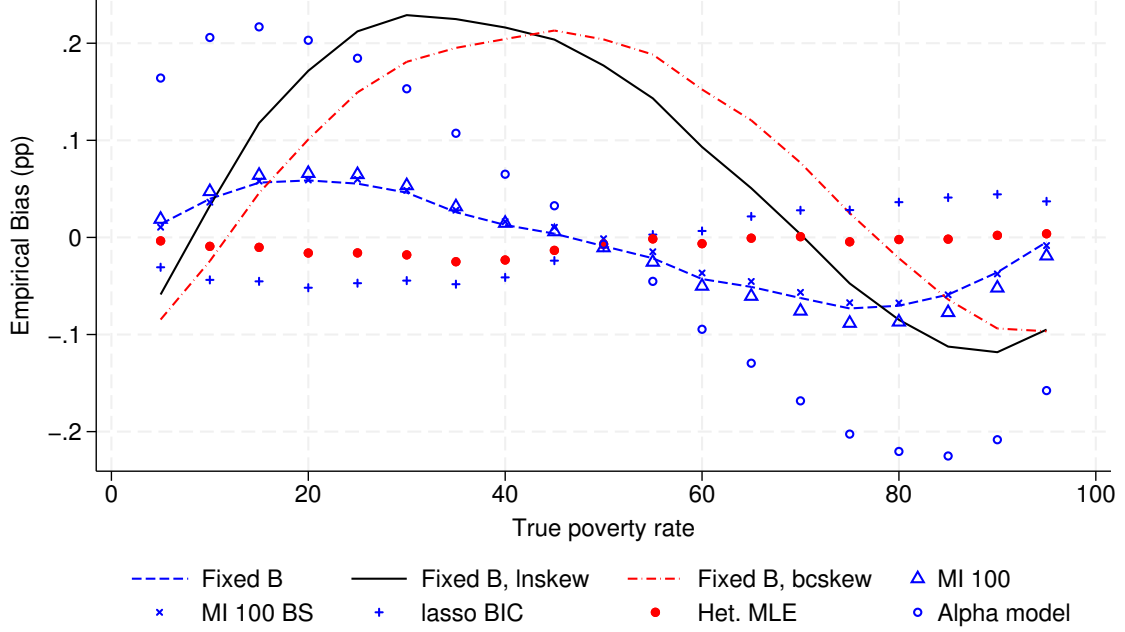 .2
.1
0
−.1
−.2
Empirical Bias (pp)
0 20 40 60 80 100
True poverty rate
Fixed B Fixed B, lnskew Fixed B, bcskew MI 100
MI 100 BS lasso BIC Het. MLE Alpha model